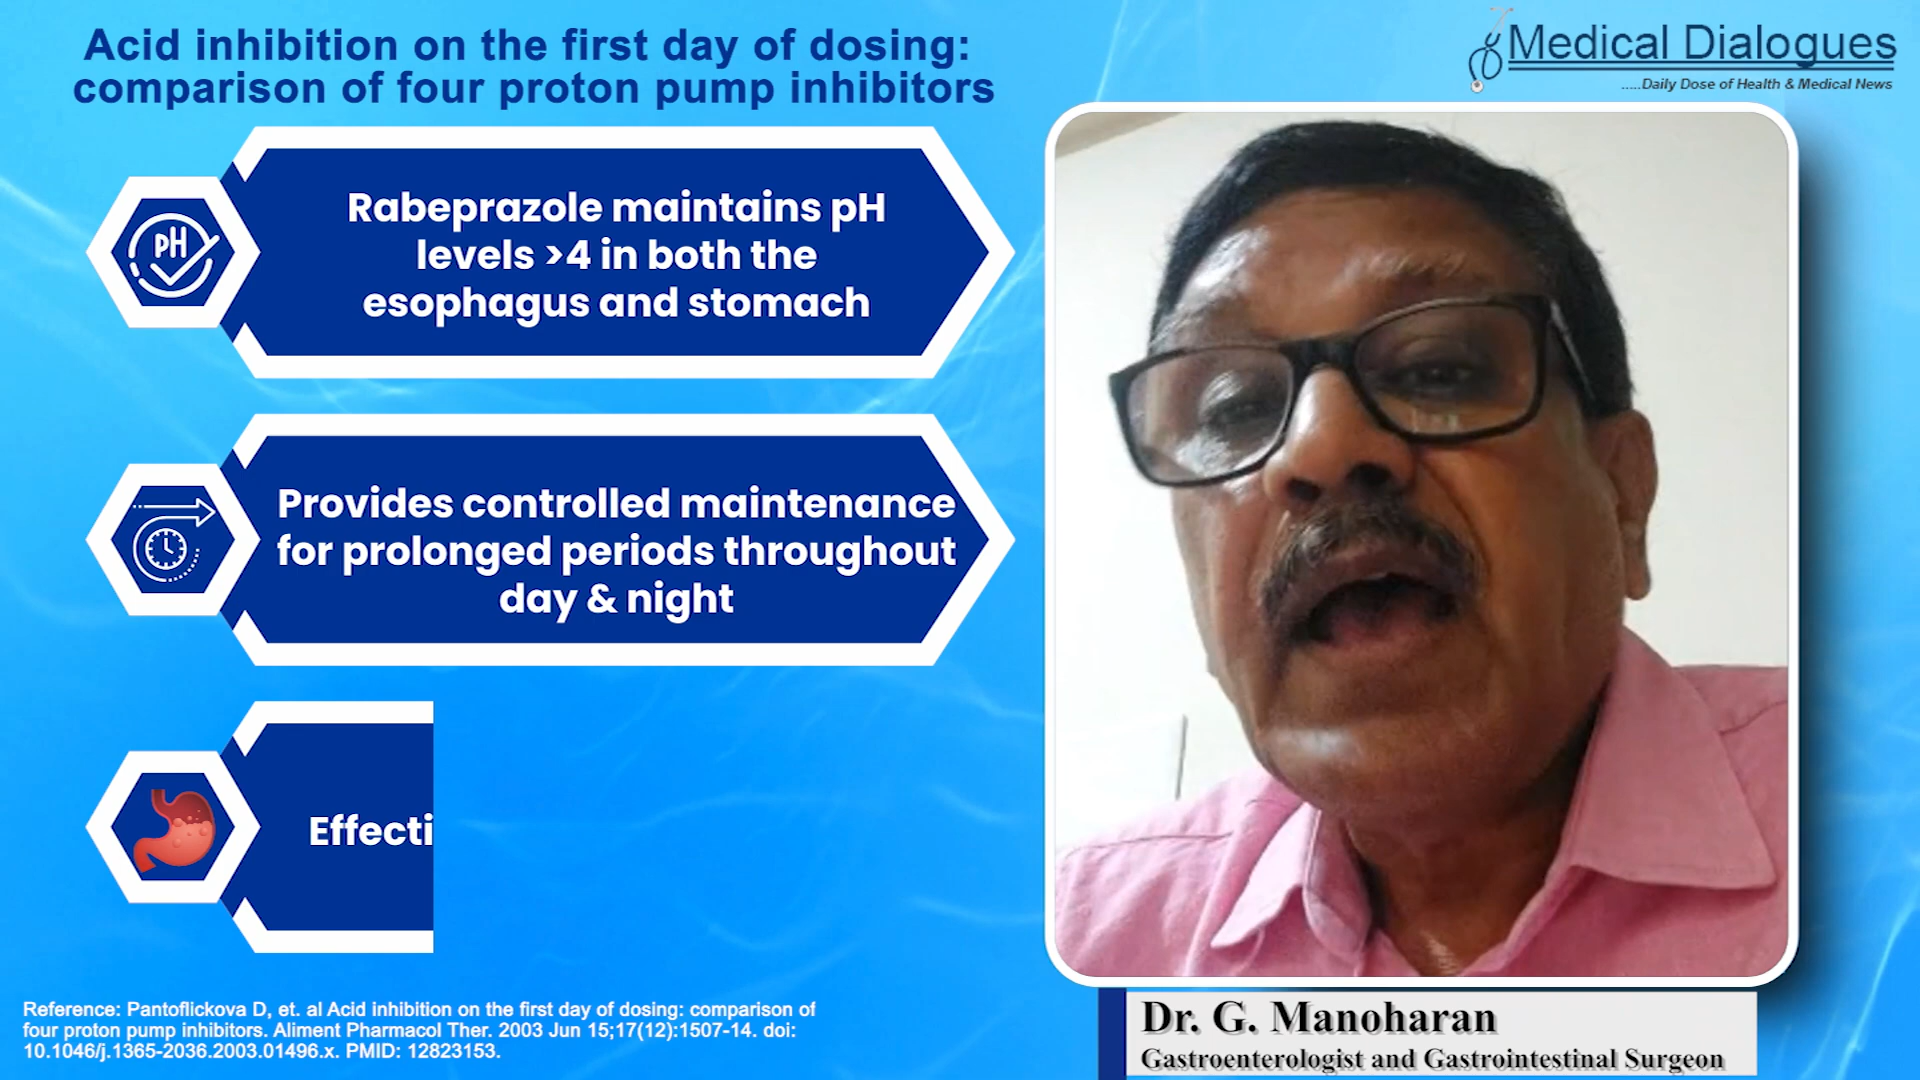 Acid inhibition on the first day of dosing:
comparison of four proton pump inhibitors
Medical Dialogues
.....Daily Dose of Health & Medical News
pH
Rabeprazole maintains pH
levels >4 in both the
esophagus and stomach
Provides controlled maintenance
for prolonged periods throughout
day & night
Effecti
Reference: Pantoflickova D, et. al Acid inhibition on the first day of dosing: comparison of
four proton pump inhibitors. Aliment Pharmacol Ther. 2003 Jun 15;17(12):1507-14. doi:
10.1046/j.1365-2036.2003.01496.x. PMID: 12823153.
Dr. G. Manoharan
Gastroenterologist and Gastrointestinal Surgeon